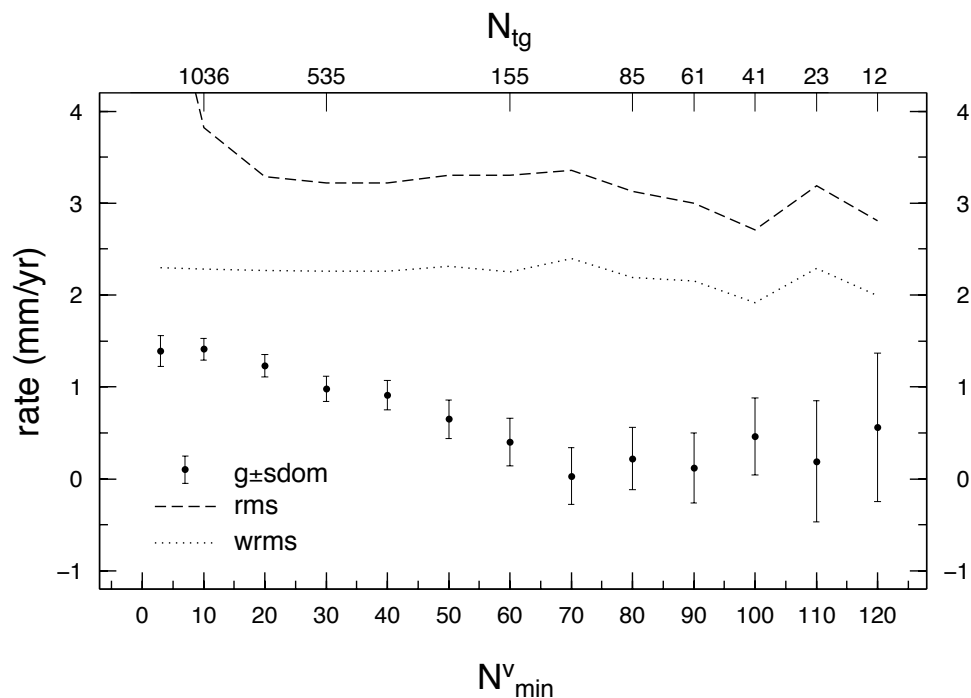 N_tg
1036 535 155 85 61 41 23 12
4 4
3 3
2 2
1 1
0 0
−1 −1
rate (mm/yr)
g±sdom
rms
wrms
0 10 20 30 40 50 60 70 80 90 100 110 120
N^v_min